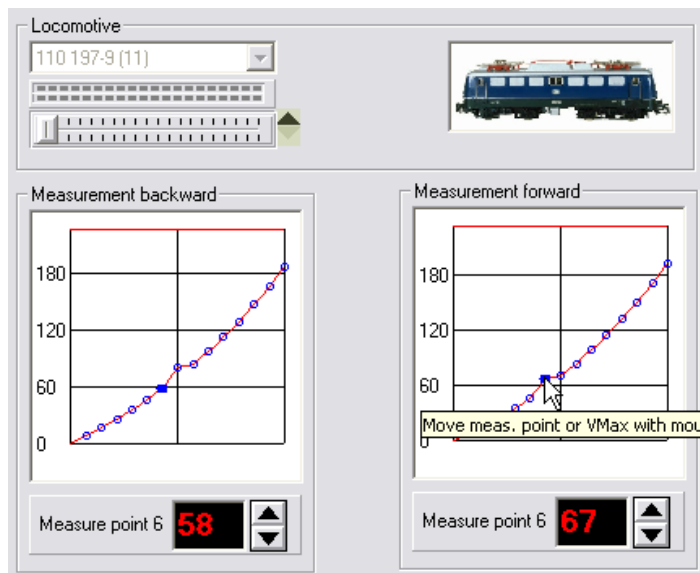 Locomotive
110 197-9 (11)
Measurement backward
180
120
60
0
Measure point 6
58
Measurement forward
180
120
60
0
Move meas. point or VMax with mou
Measure point 6
67